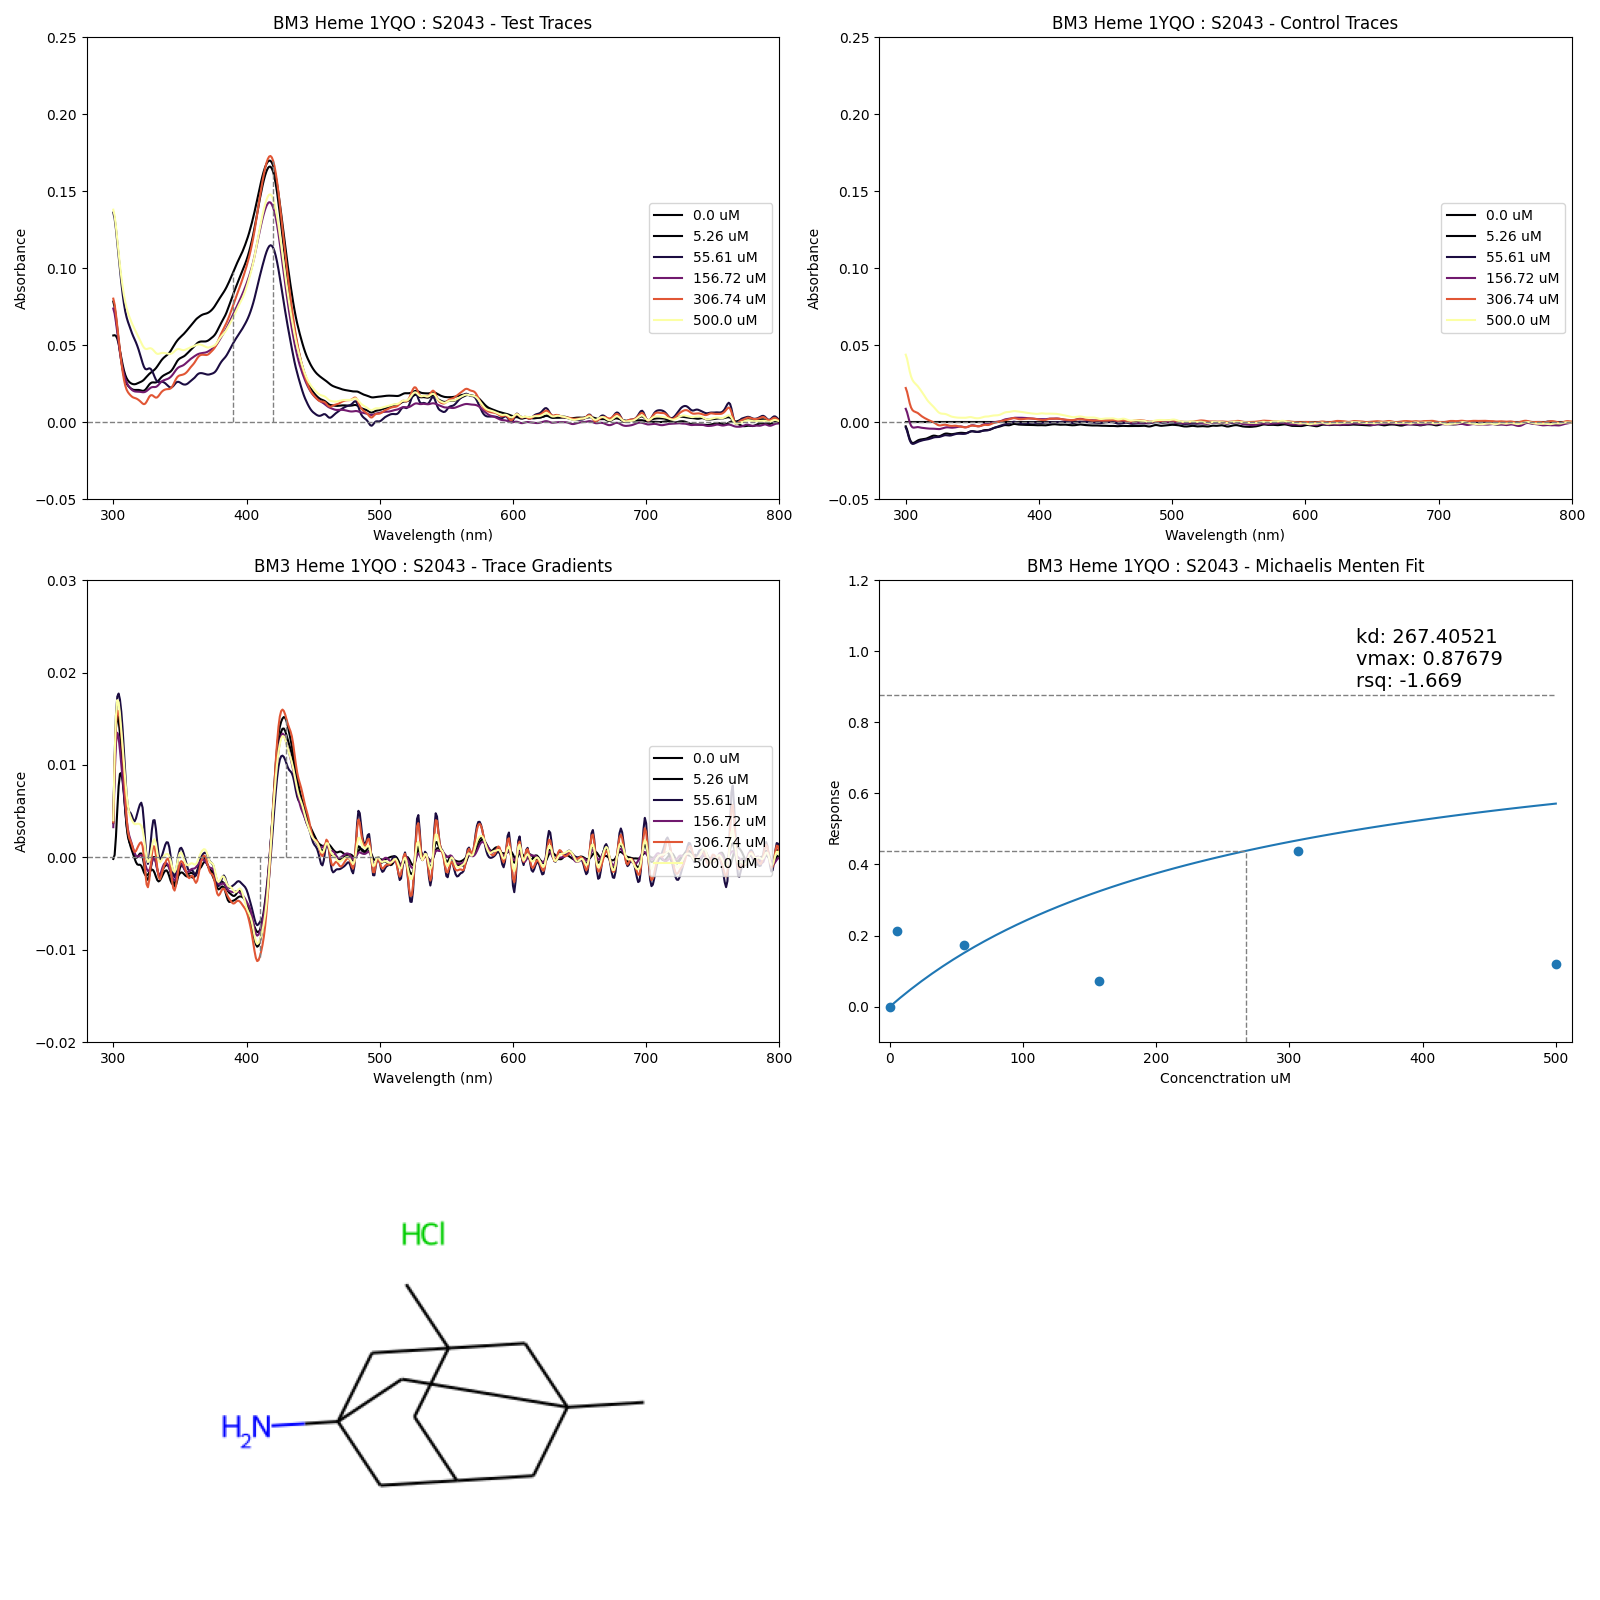 BM3 Heme 1YQO : S2043 - Test Traces
0.25
0.20
0.15
0.10
0.05
0.00
−0.05
Absorbance
300
400
500
600
700
800
Wavelength (nm)
0.0 uM
5.26 uM
55.61 uM
156.72 uM
306.74 uM
500.0 uM
BM3 Heme 1YQO : S2043 - Control Traces
0.25
0.20
0.15
0.10
0.05
0.00
−0.05
Absorbance
300
400
500
600
700
800
Wavelength (nm)
0.0 uM
5.26 uM
55.61 uM
156.72 uM
306.74 uM
500.0 uM
BM3 Heme 1YQO : S2043 - Trace Gradients
0.03
0.02
0.01
0.00
−0.01
−0.02
Absorbance
300
400
500
600
700
800
Wavelength (nm)
0.0 uM
5.26 uM
55.61 uM
156.72 uM
306.74 uM
500.0 uM
BM3 Heme 1YQO : S2043 - Michaelis Menten Fit
1.2
1.0
0.8
0.6
0.4
0.2
0.0
Response
0
100
200
300
400
500
Concenctration uM
kd: 267.40521
vmax: 0.87679
rsq: -1.669
HCl
H2N